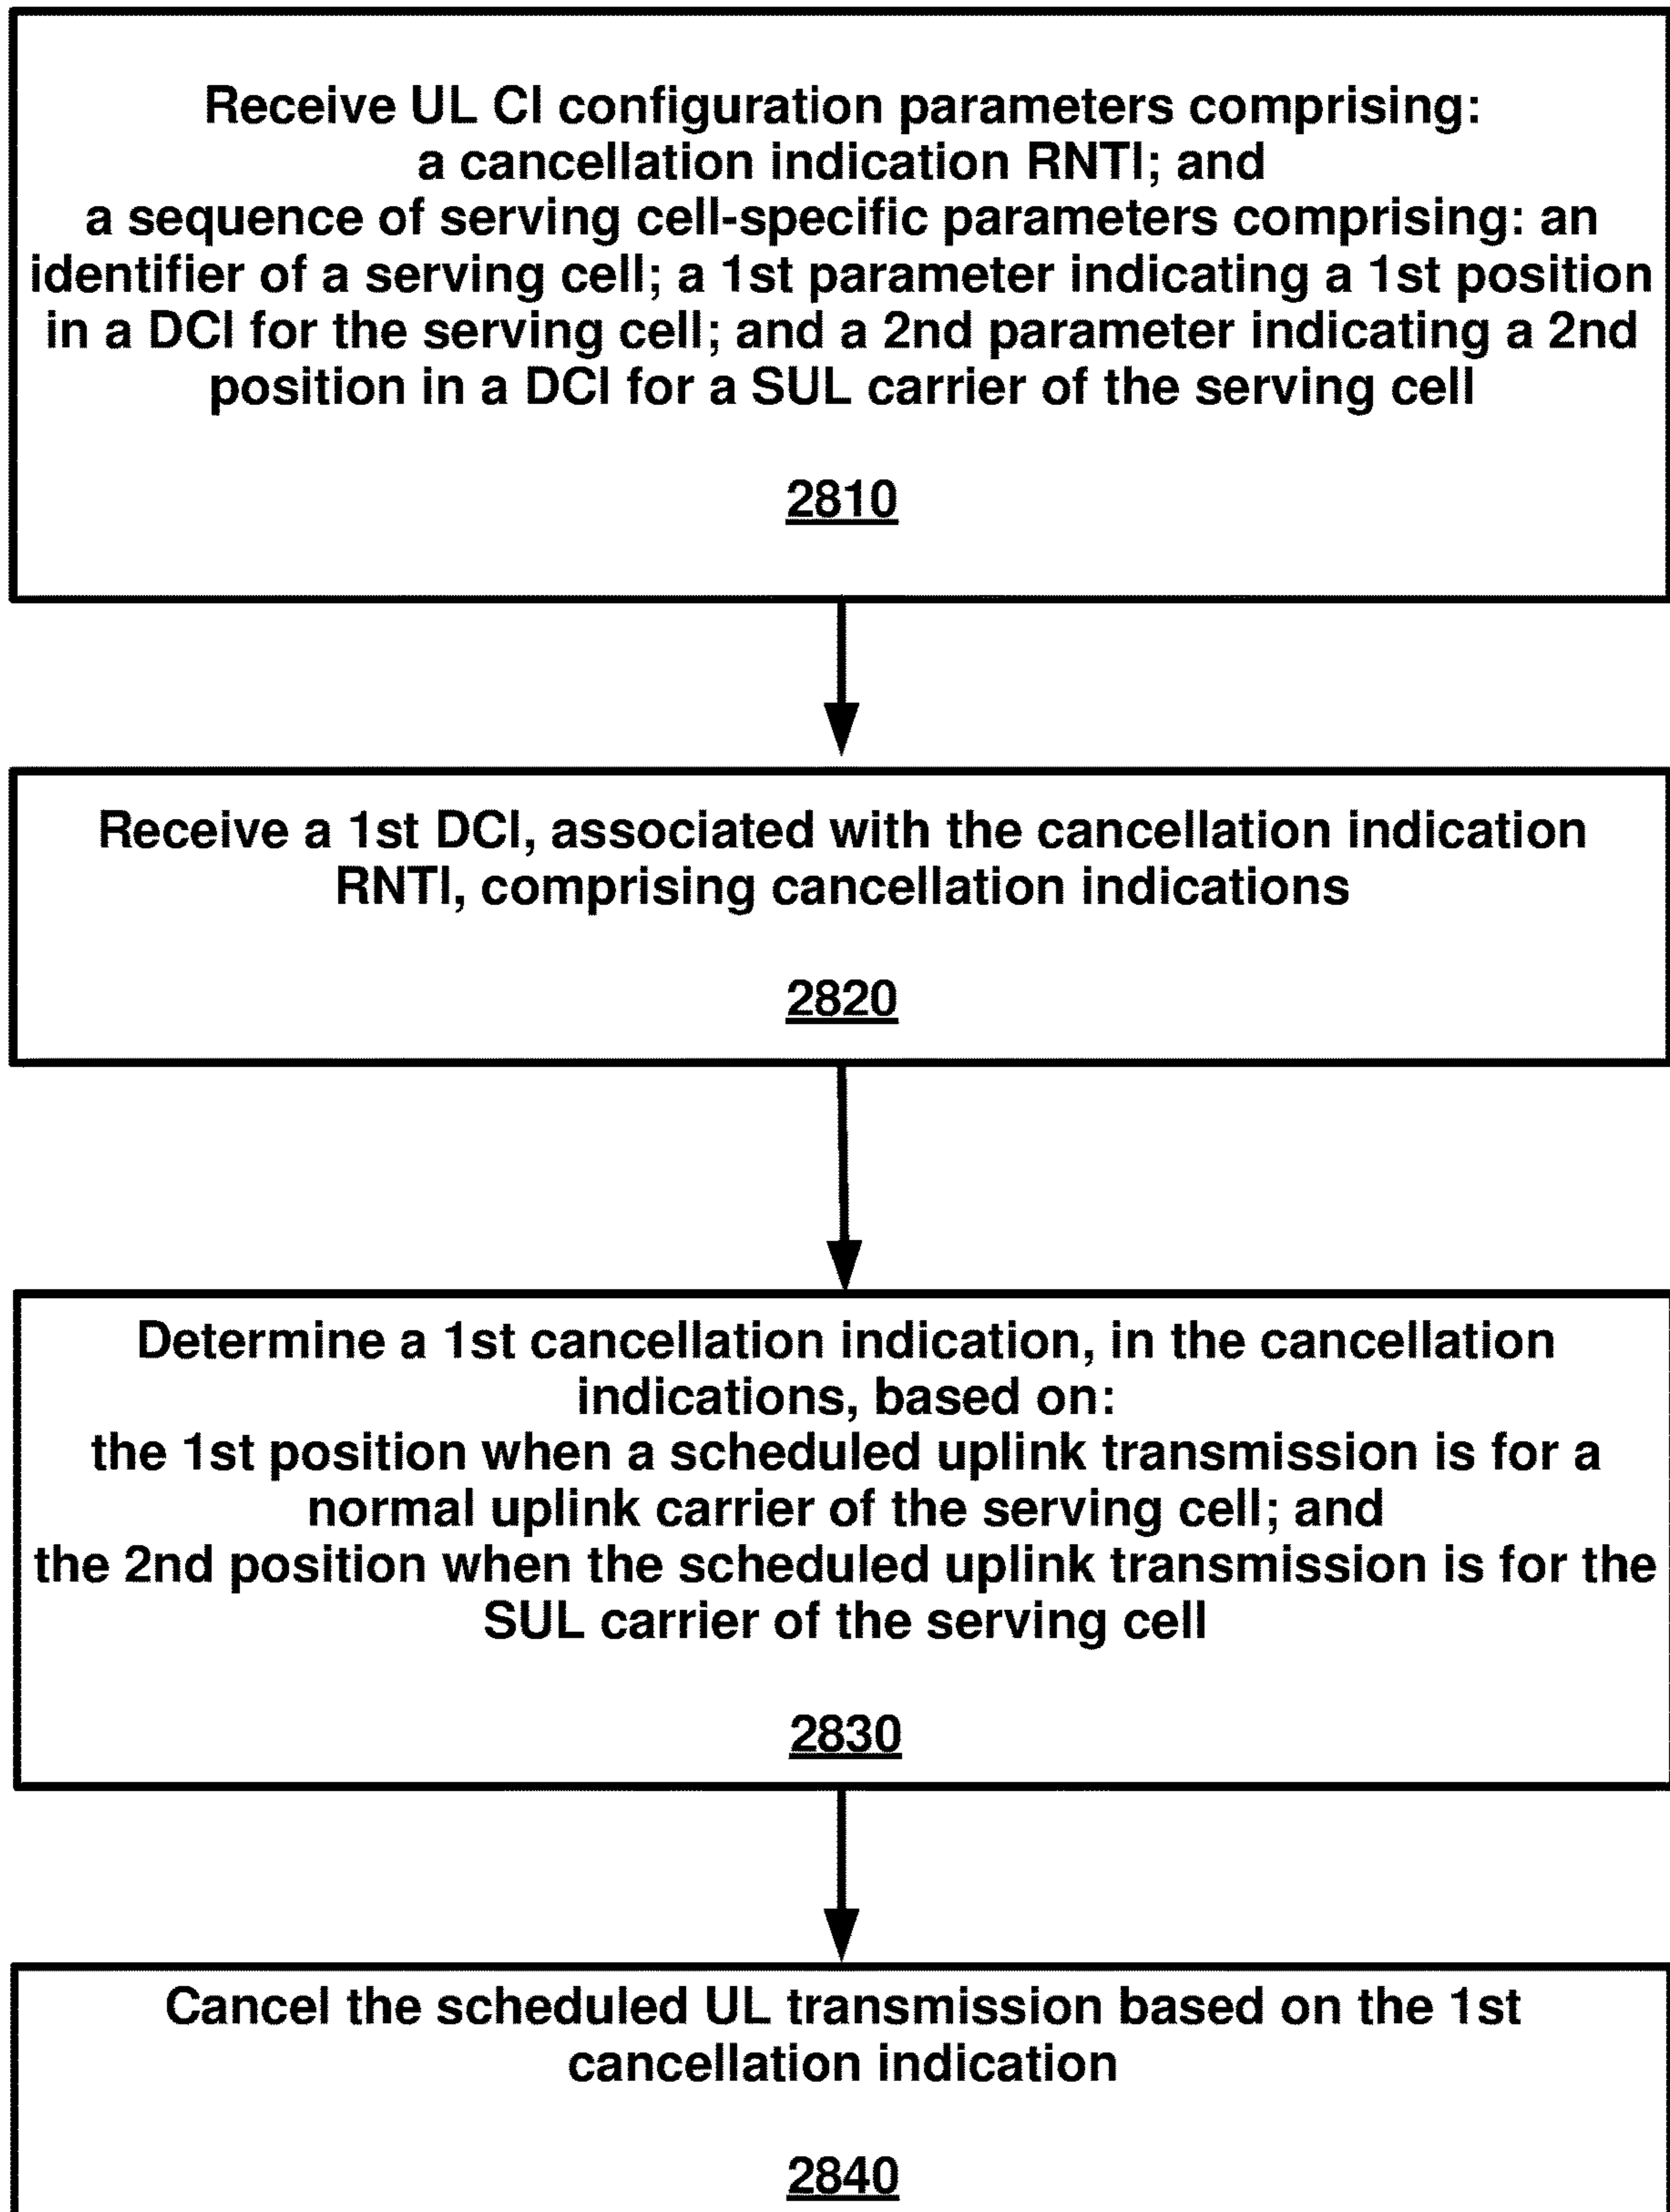 Receive UL CI configuration parameters comprising:
a cancellation indication RNTI; and
a sequence of serving cell-specific parameters comprising: an
identifier of a serving cell; a 1st parameter indicating a 1st position
in a DCI for the serving cell; and a 2nd parameter indicating a 2nd
position in a DCI for a SUL carrier of the serving cell
2810
Receive a 1st DCI, associated with the cancellation indication
RNTI, comprising cancellation indications
2820
Determine a 1st cancellation indication, in the cancellation
indications, based on:
the 1st position when a scheduled uplink transmission is for a
normal uplink carrier of the serving cell; and
the 2nd position when the scheduled uplink transmission is for the
SUL carrier of the serving cell
2830
Cancel the scheduled UL transmission based on the 1st
cancellation indication
2840